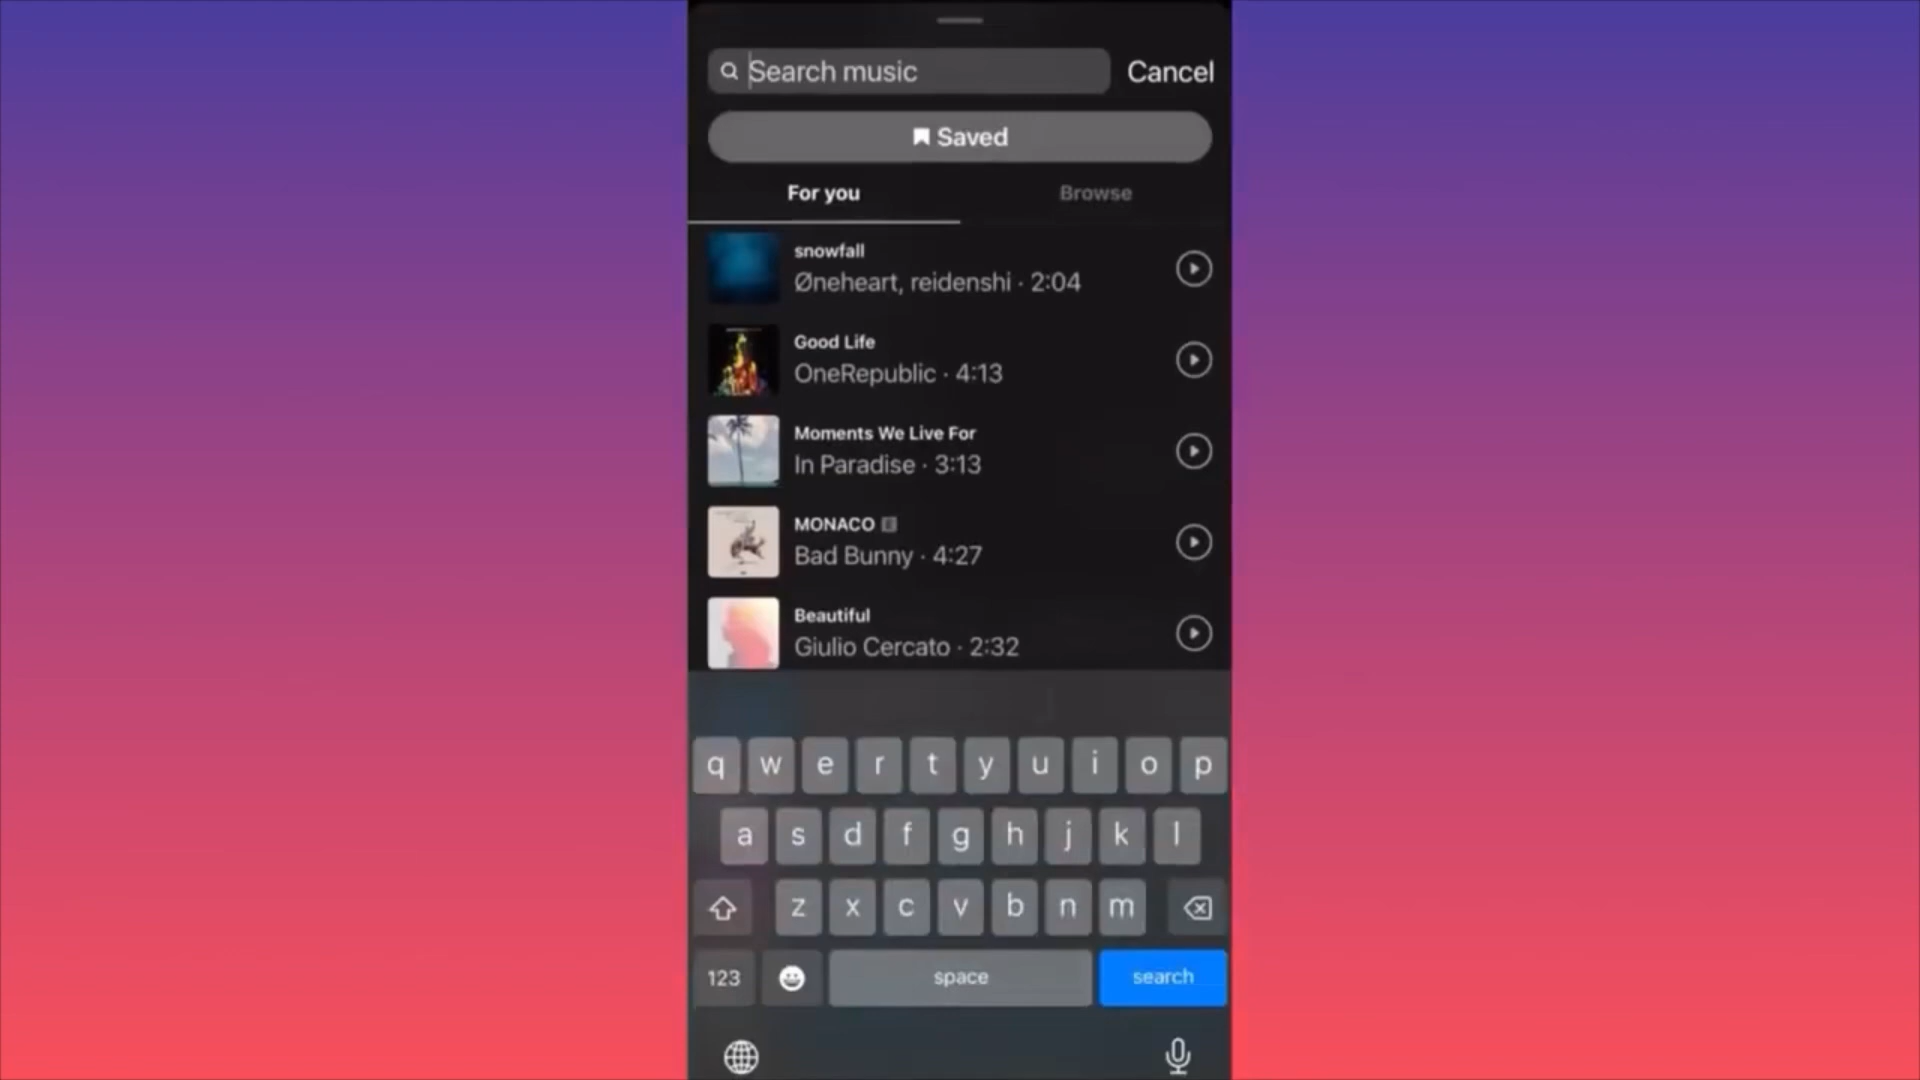 Search music
Cancel
Saved
For you
Browse
snowfall
Øneheart, reidenshi · 2:04
Good Life
OneRepublic · 4:13
Moments We Live For
In Paradise · 3:13
MONACO E
Bad Bunny · 4:27
Beautiful
Giulio Cercato · 2:32
q w e r t y u i o p
a s d f g h j k l
z x c v b n m
123
space
search